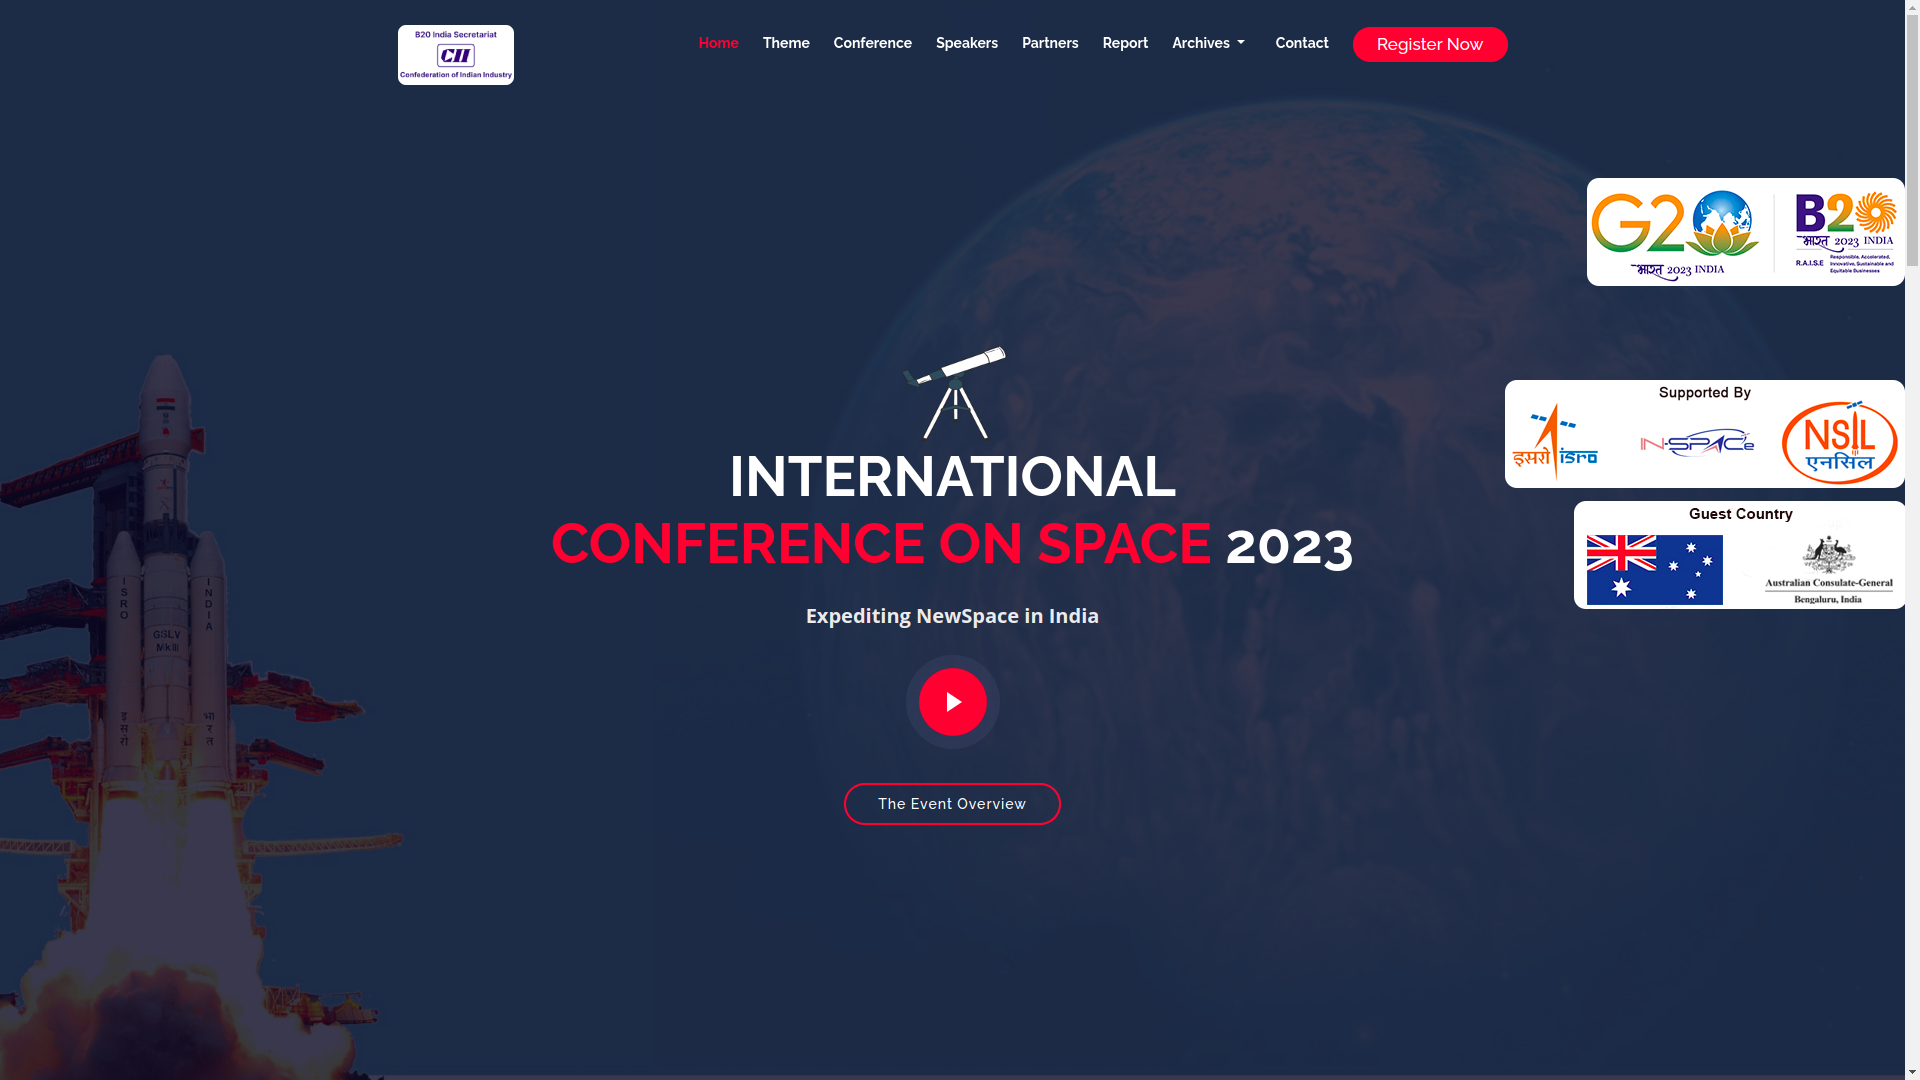 B20 India Secretariat
CII
Confederation of Indian Industry
Home Theme Conference Speakers Partners Report Archives Contact Register Now
G20
भारत 2023 INDIA
B20
भारत 2023 INDIA
R.A.I.S.E Responsible, Accelerated,
Innovative, Sustainable and
Equitable Businesses
Supported By
इसरो isro
IN-SPACe
NSIL
एनसिल
Guest Country
Australian Consulate-General
Bengaluru, India
INTERNATIONAL
CONFERENCE ON SPACE 2023
Expediting NewSpace in India
The Event Overview
ISRO
INDIA
GSLV
MkIII
इसरो
भारत